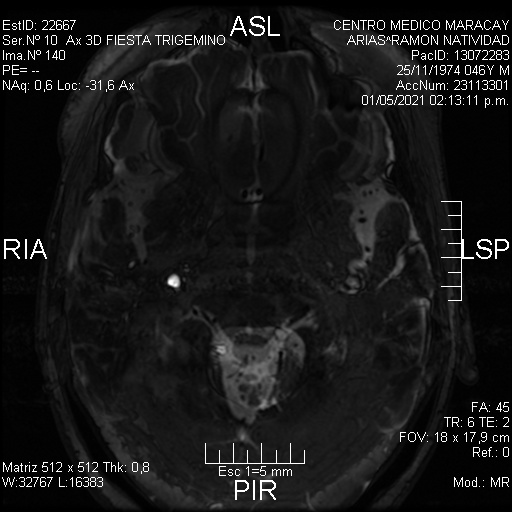 EstID: 22667
Ser.Nº 10 Ax 3D FIESTA TRIGEMINO
Ima.Nº 140
PE= --
NAq: 0,6 Loc: -31,6 Ax
ASL
CENTRO MEDICO MARACAY
ARIAS^RAMON NATIVIDAD
PacID: 13072283
25/11/1974 046Y M
AccNum: 23113301
01/05/2021 02:13:11 p.m.
RIA
LSP
Matriz 512 x 512 Thk: 0,8
W:32767 L:16383
Esc 1=5 mm
PIR
FA: 45
TR: 6 TE: 2
FOV: 18 x 17,9 cm
Ref.: 0
Mod.: MR